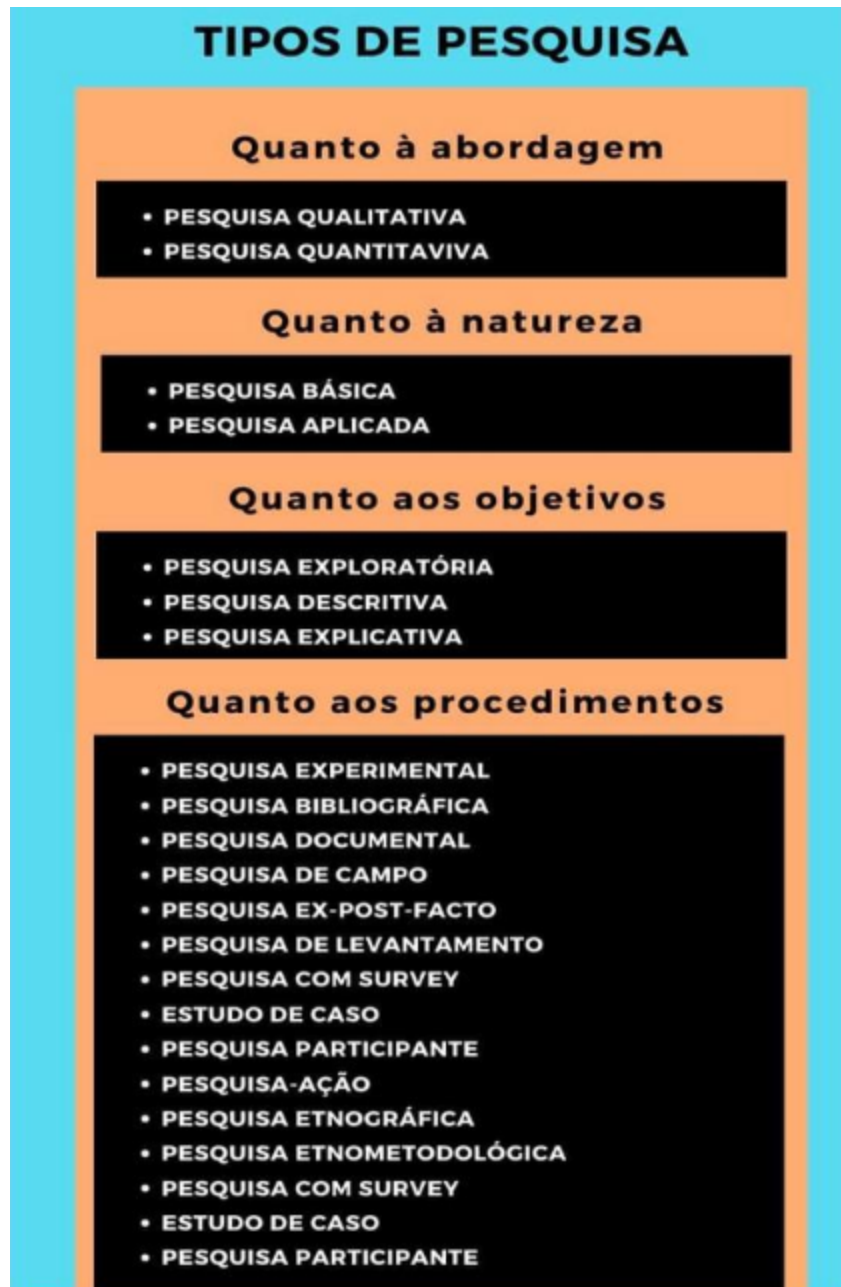 TIPOS DE PESQUISA
Quanto à abordagem
• PESQUISA QUALITATIVA
• PESQUISA QUANTITAVIVA
Quanto à natureza
• PESQUISA BÁSICA
• PESQUISA APLICADA
Quanto aos objetivos
• PESQUISA EXPLORATÓRIA
• PESQUISA DESCRITIVA
• PESQUISA EXPLICATIVA
Quanto aos procedimentos
• PESQUISA EXPERIMENTAL
• PESQUISA BIBLIOGRÁFICA
• PESQUISA DOCUMENTAL
• PESQUISA DE CAMPO
• PESQUISA EX-POST-FACTO
• PESQUISA DE LEVANTAMENTO
• PESQUISA COM SURVEY
• ESTUDO DE CASO
• PESQUISA PARTICIPANTE
• PESQUISA-AÇÃO
• PESQUISA ETNOGRÁFICA
• PESQUISA ETNOMETODOLÓGICA
• PESQUISA COM SURVEY
• ESTUDO DE CASO
• PESQUISA PARTICIPANTE